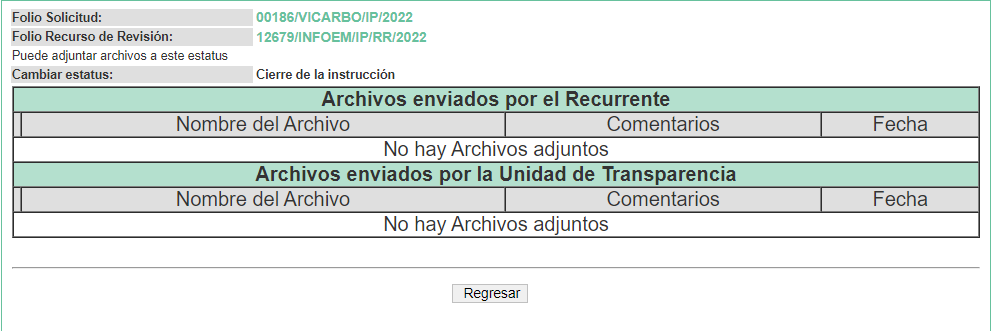 Folio Solicitud: 00186/VICARBO/IP/2022
Folio Recurso de Revisión: 12679/INFOEM/IP/RR/2022
Puede adjuntar archivos a este estatus
Cambiar estatus: Cierre de la instrucción
Archivos enviados por el Recurrente
Nombre del Archivo Comentarios Fecha
No hay Archivos adjuntos
Archivos enviados por la Unidad de Transparencia
Nombre del Archivo Comentarios Fecha
No hay Archivos adjuntos
Regresar